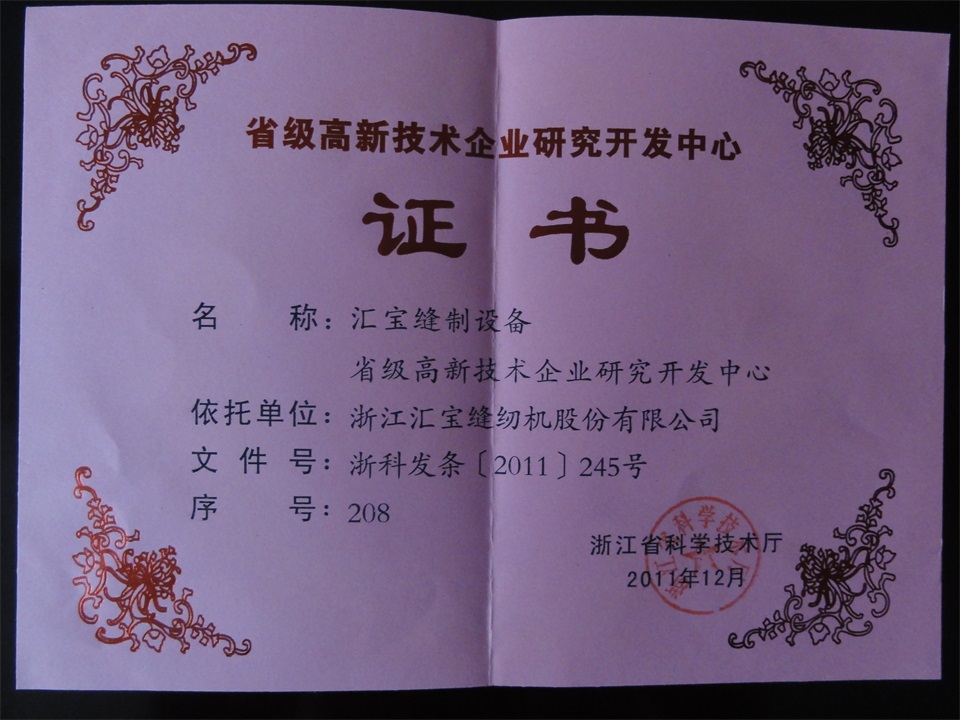 省级高新技术企业研究开发中心
证书
名称：汇宝缝制设备
省级高新技术企业研究开发中心
依托单位：浙江汇宝缝纫机股份有限公司
文件号：浙科发条〔2011〕245号
序号：208
浙江省科学技术厅
2011年12月